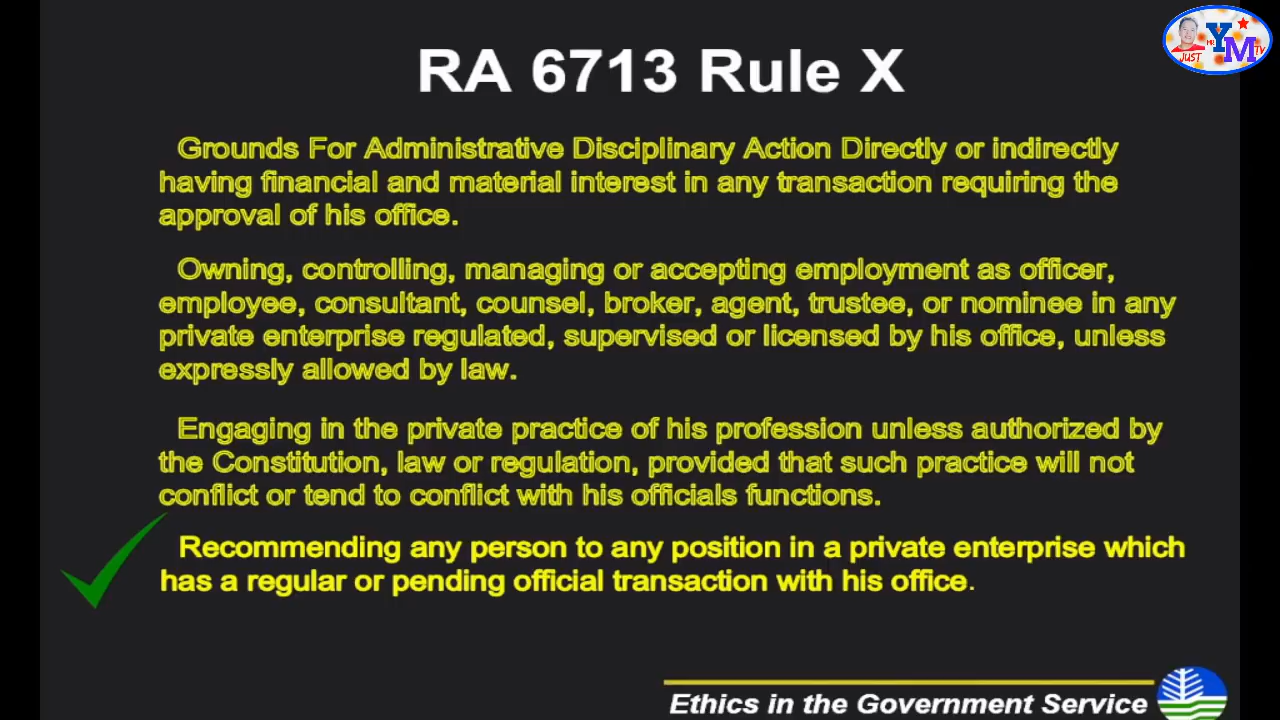 RA 6713 Rule X
JUST MR YM TV
Grounds For Administrative Disciplinary Action Directly or indirectly
having financial and material interest in any transaction requiring the
approval of his office.
Owning, controlling, managing or accepting employment as officer,
employee, consultant, counsel, broker, agent, trustee, or nominee in any
private enterprise regulated, supervised or licensed by his office, unless
expressly allowed by law.
Engaging in the private practice of his profession unless authorized by
the Constitution, law or regulation, provided that such practice will not
conflict or tend to conflict with his officials functions.
Recommending any person to any position in a private enterprise which
has a regular or pending official transaction with his office.
Ethics in the Government Service